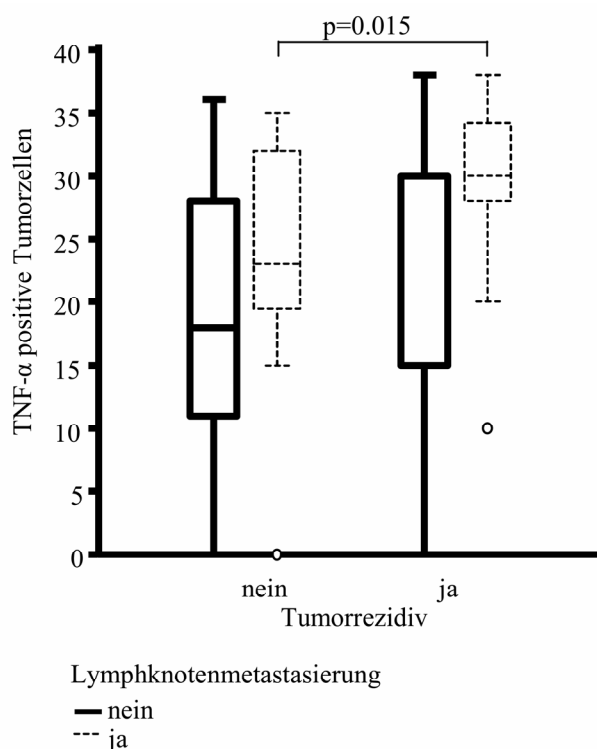 p=0.015
TNF-α positive Tumorzellen
40
35
30
25
20
15
10
5
0
nein ja
Tumorrezidiv
Lymphknotenmetastasierung
nein
ja